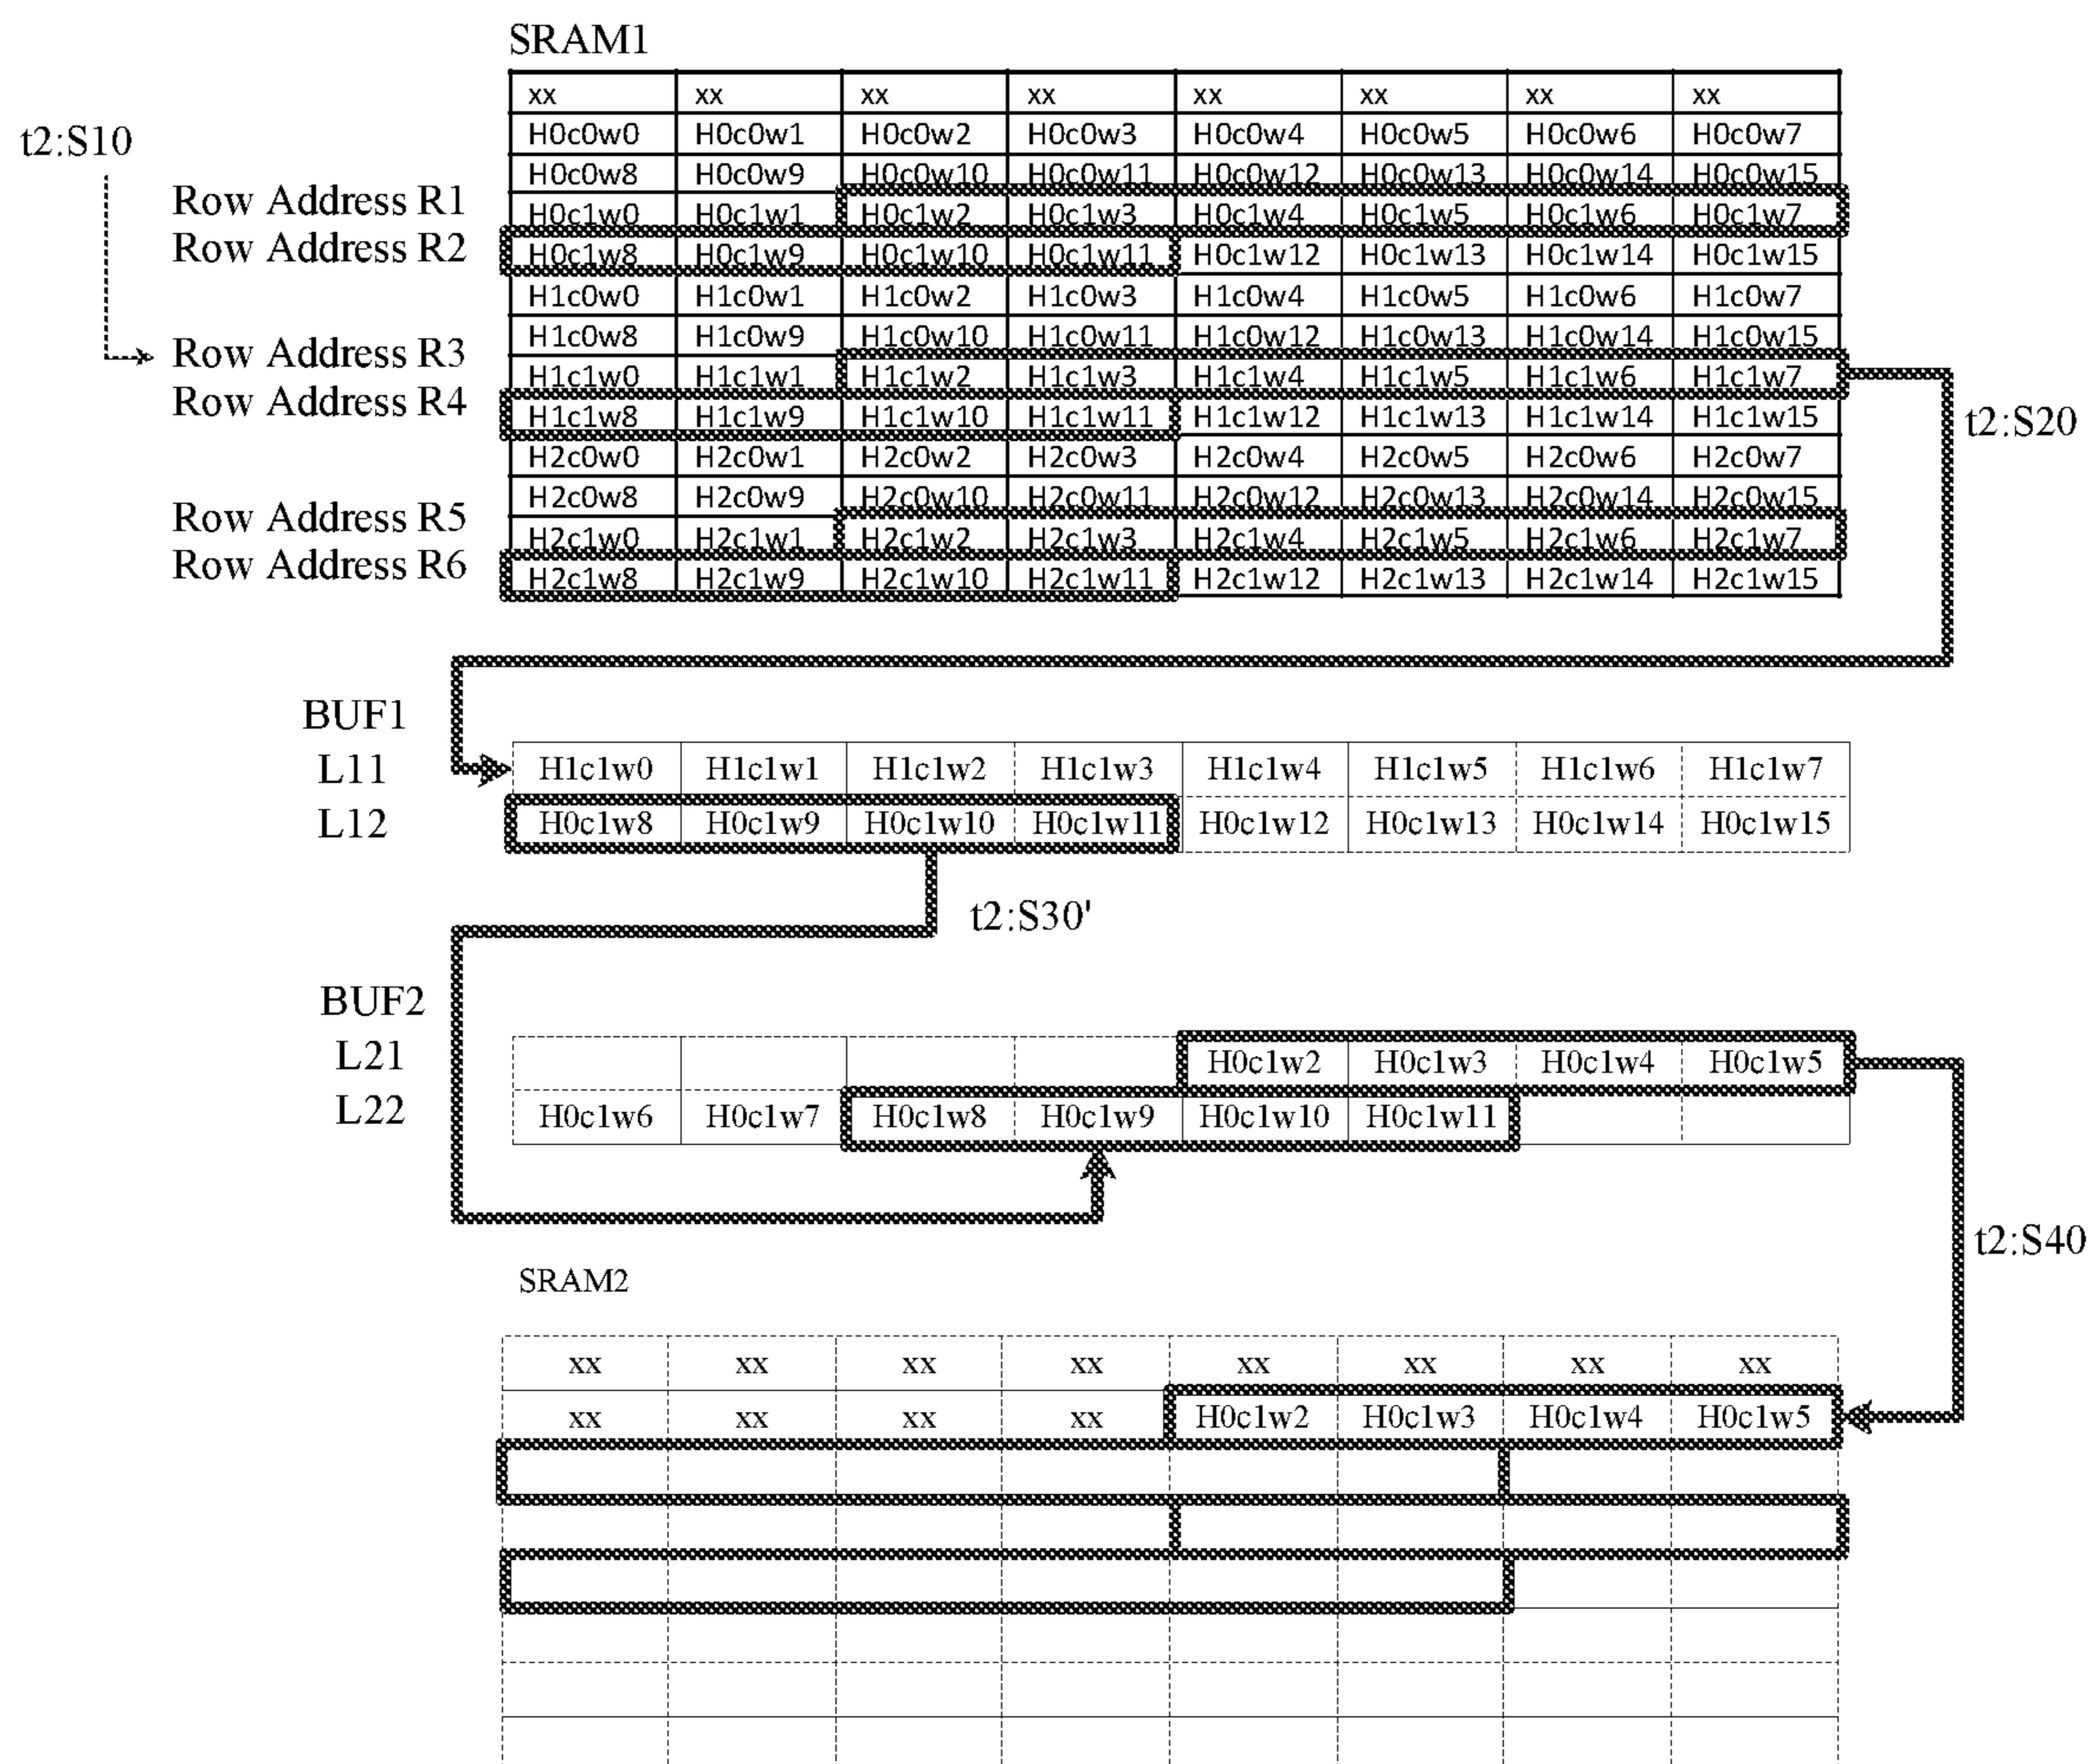 SRAM1
xx xx xx xx xx xx xx xx
t2:S10 H0c0w0 H0c0w1 H0c0w2 H0c0w3 H0c0w4 H0c0w5 H0c0w6 H0c0w7
H0c0w8 H0c0w9 H0c0w10 H0c0w11 H0c0w12 H0c0w13 H0c0w14 H0c0w15
Row Address R1 H0c1w0 H0c1w1 H0c1w2 H0c1w3 H0c1w4 H0c1w5 H0c1w6 H0c1w7
Row Address R2 H0c1w8 H0c1w9 H0c1w10 H0c1w11 H0c1w12 H0c1w13 H0c1w14 H0c1w15
H1c0w0 H1c0w1 H1c0w2 H1c0w3 H1c0w4 H1c0w5 H1c0w6 H1c0w7
H1c0w8 H1c0w9 H1c0w10 H1c0w11 H1c0w12 H1c0w13 H1c0w14 H1c0w15
Row Address R3 H1c1w0 H1c1w1 H1c1w2 H1c1w3 H1c1w4 H1c1w5 H1c1w6 H1c1w7
Row Address R4 H1c1w8 H1c1w9 H1c1w10 H1c1w11 H1c1w12 H1c1w13 H1c1w14 H1c1w15 t2:S20
H2c0w0 H2c0w1 H2c0w2 H2c0w3 H2c0w4 H2c0w5 H2c0w6 H2c0w7
H2c0w8 H2c0w9 H2c0w10 H2c0w11 H2c0w12 H2c0w13 H2c0w14 H2c0w15
Row Address R5 H2c1w0 H2c1w1 H2c1w2 H2c1w3 H2c1w4 H2c1w5 H2c1w6 H2c1w7
Row Address R6 H2c1w8 H2c1w9 H2c1w10 H2c1w11 H2c1w12 H2c1w13 H2c1w14 H2c1w15
BUF1
L11 H1c1w0 H1c1w1 H1c1w2 H1c1w3 H1c1w4 H1c1w5 H1c1w6 H1c1w7
L12 H0c1w8 H0c1w9 H0c1w10 H0c1w11 H0c1w12 H0c1w13 H0c1w14 H0c1w15
t2:S30'
BUF2
L21 H0c1w2 H0c1w3 H0c1w4 H0c1w5
L22 H0c1w6 H0c1w7 H0c1w8 H0c1w9 H0c1w10 H0c1w11
t2:S40
SRAM2
xx xx xx xx xx xx xx xx
xx xx xx xx H0c1w2 H0c1w3 H0c1w4 H0c1w5